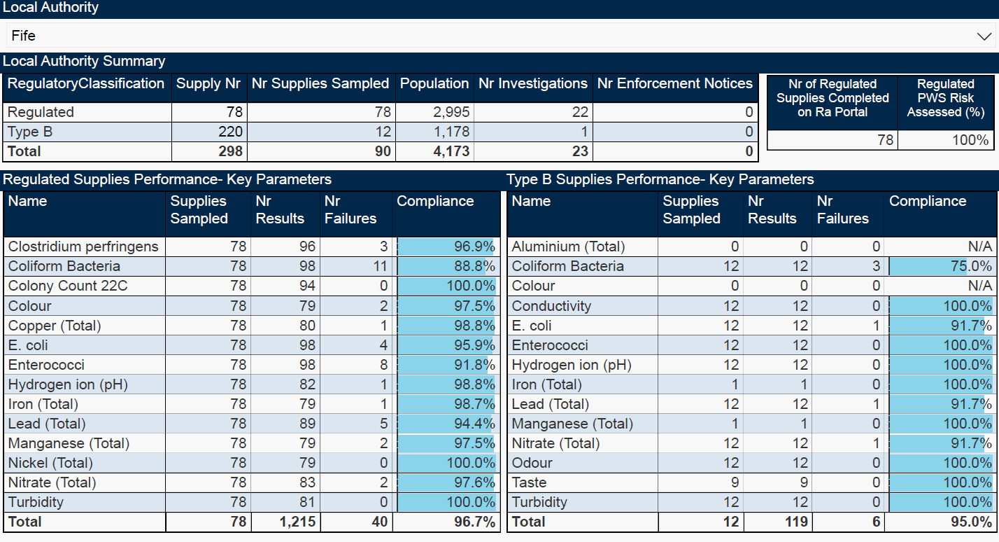 Local Authority
Fife
Local Authority Summary
RegulatoryClassification Supply Nr Nr Supplies Sampled Population Nr Investigations Nr Enforcement Notices
Regulated 78 78 2,995 22 0
Type B 220 12 1,178 1 0
Total 298 90 4,173 23 0
Nr of Regulated Supplies Completed on Ra Portal Regulated PWS Risk Assessed (%)
78 100%
Regulated Supplies Performance- Key Parameters
Name Supplies Sampled Nr Results Nr Failures Compliance
Clostridium perfringens 78 96 3 96.9%
Coliform Bacteria 78 98 11 88.8%
Colony Count 22C 78 94 0 100.0%
Colour 78 79 2 97.5%
Copper (Total) 78 80 1 98.8%
E. coli 78 98 4 95.9%
Enterococci 78 98 8 91.8%
Hydrogen ion (pH) 78 82 1 98.8%
Iron (Total) 78 79 1 98.7%
Lead (Total) 78 89 5 94.4%
Manganese (Total) 78 79 2 97.5%
Nickel (Total) 78 79 0 100.0%
Nitrate (Total) 78 83 2 97.6%
Turbidity 78 81 0 100.0%
Total 78 1,215 40 96.7%
Type B Supplies Performance- Key Parameters
Name Supplies Sampled Nr Results Nr Failures Compliance
Aluminium (Total) 0 0 0 N/A
Coliform Bacteria 12 12 3 75.0%
Colour 0 0 0 N/A
Conductivity 12 12 0 100.0%
E. coli 12 12 1 91.7%
Enterococci 12 12 0 100.0%
Hydrogen ion (pH) 12 12 0 100.0%
Iron (Total) 1 1 0 100.0%
Lead (Total) 12 12 1 91.7%
Manganese (Total) 1 1 0 100.0%
Nitrate (Total) 12 12 1 91.7%
Odour 12 12 0 100.0%
Taste 9 9 0 100.0%
Turbidity 12 12 0 100.0%
Total 12 119 6 95.0%